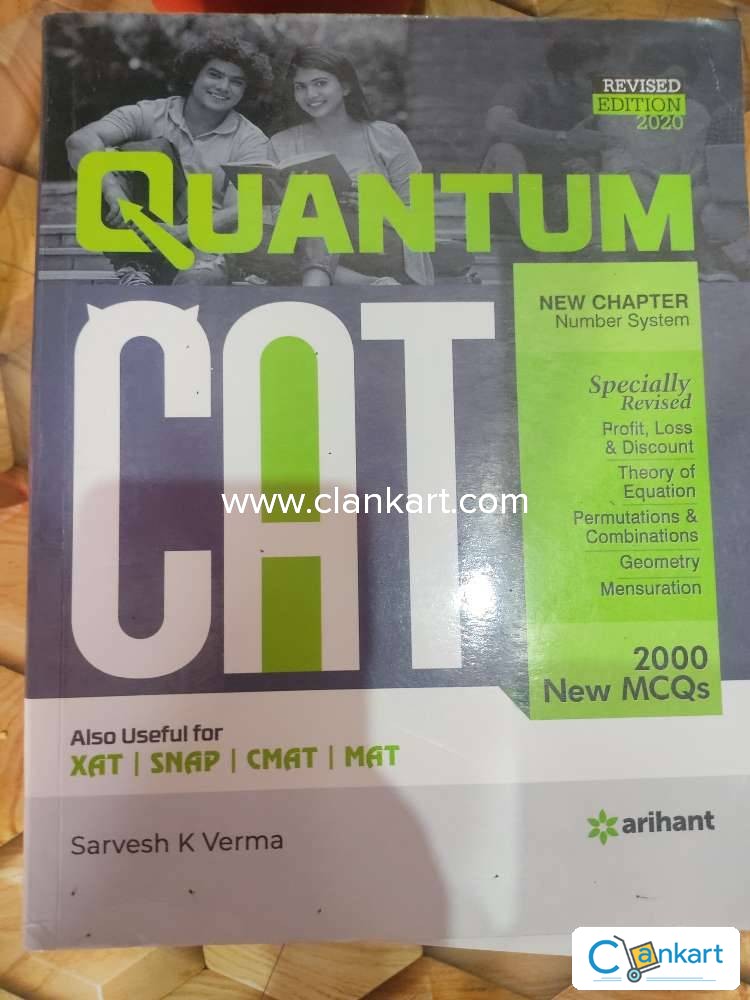 REVISED
EDITION
2020
QUANTUM
CAT
NEW CHAPTER
Number System
Specially
Revised
Profit, Loss
& Discount
Theory of
Equation
Permutations &
Combinations
Geometry
Mensuration
www.clankart.com
2000
New MCQs
Also Useful for
XAT | SNAP | CMAT | MAT
Sarvesh K Verma
arihant
Clankart